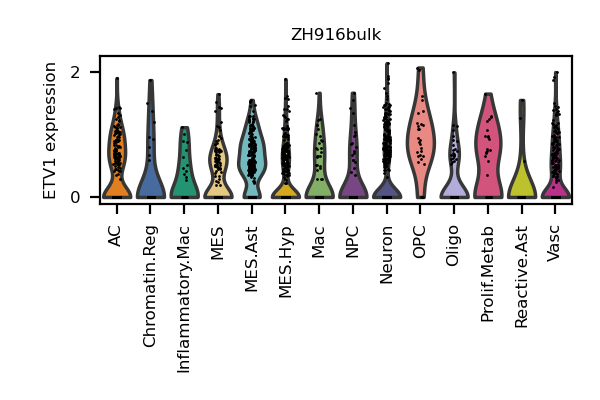 ZH916bulk
ETV1 expression
2
0
AC
Chromatin.Reg
Inflammatory.Mac
MES
MES.Ast
MES.Hyp
Mac
NPC
Neuron
OPC
Oligo
Prolif.Metab
Reactive.Ast
Vasc